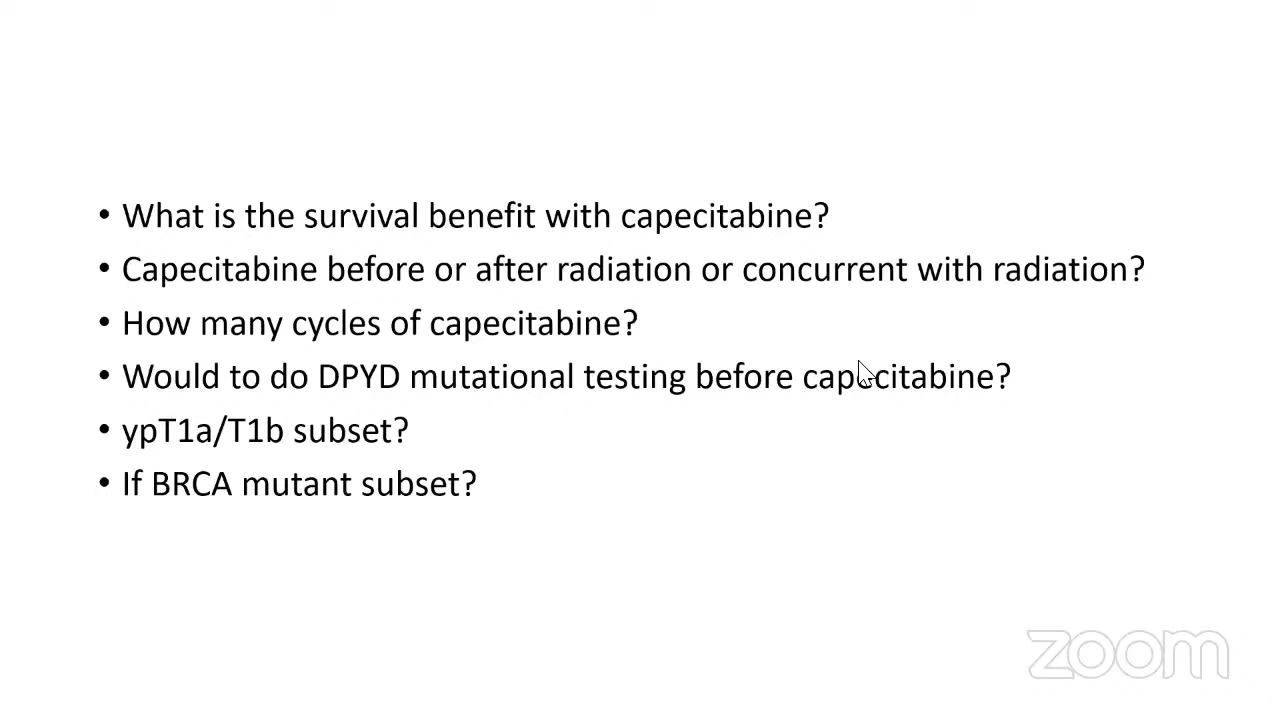 • What is the survival benefit with capecitabine?
• Capecitabine before or after radiation or concurrent with radiation?
• How many cycles of capecitabine?
• Would to do DPYD mutational testing before capecitabine?
• ypT1a/T1b subset?
• If BRCA mutant subset?
zoom